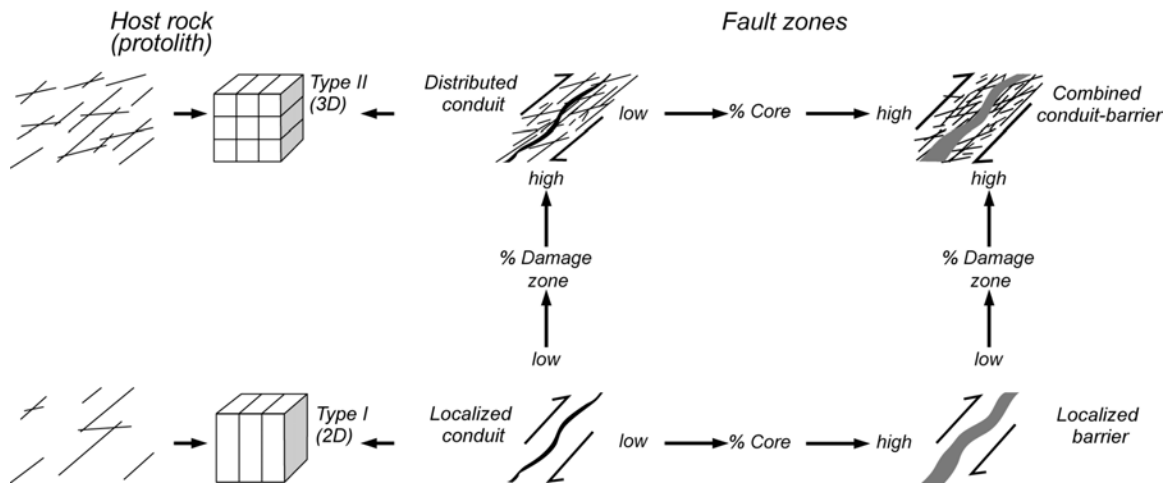 Host rock
(protolith)
Fault zones
Type II
(3D)
Distributed
conduit
low
% Core
high
Combined
conduit-barrier
high
high
% Damage
zone
% Damage
zone
low
low
Type I
(2D)
Localized
conduit
low
% Core
high
Localized
barrier